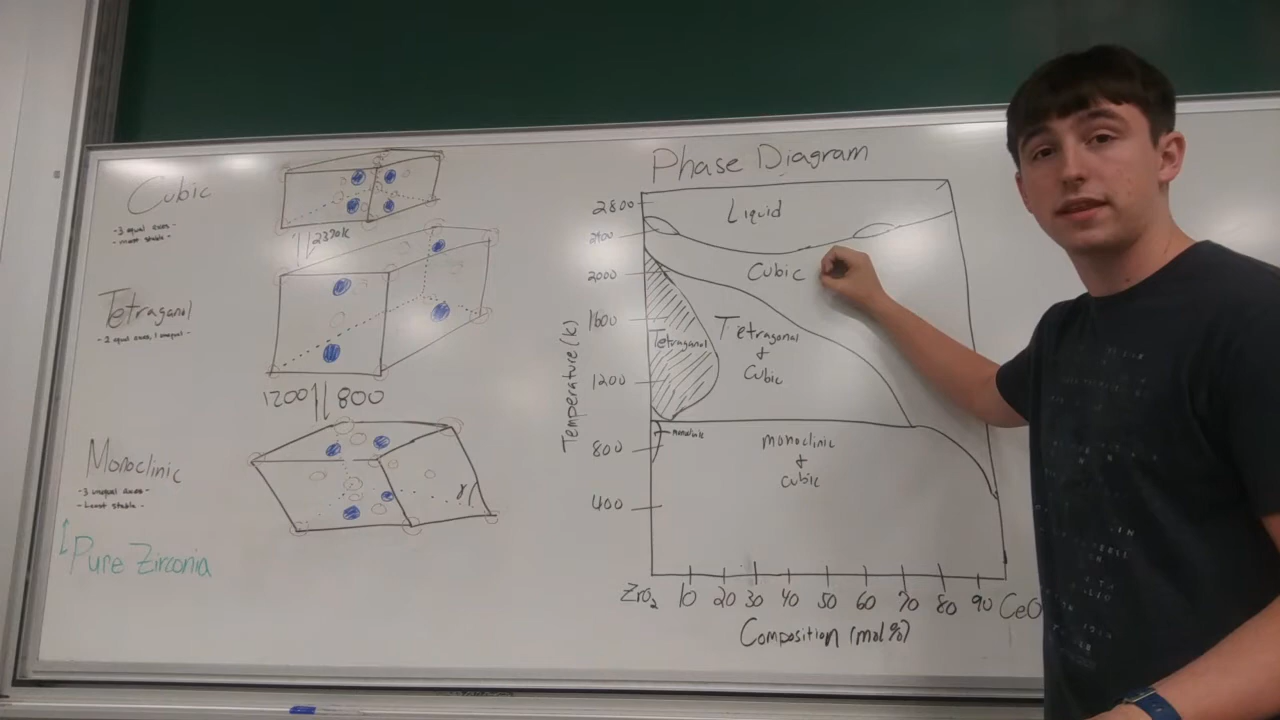 Cubic
- 3 equal axes -
- most stable -
2370K
Tetragonal
- 2 equal axes, 1 unequal -
1200 800
Monoclinic
- 3 unequal axes -
- Least stable -
γ
Pure Zirconia
Phase Diagram
2800
2400
2000
1600
1200
800
400
Temperature (K)
Liquid
Cubic
Tetragonal
Tetragonal
+
Cubic
monoclinic
monoclinic
+
cubic
ZrO2 10 20 30 40 50 60 70 80 90 CeO
Composition (mol %)